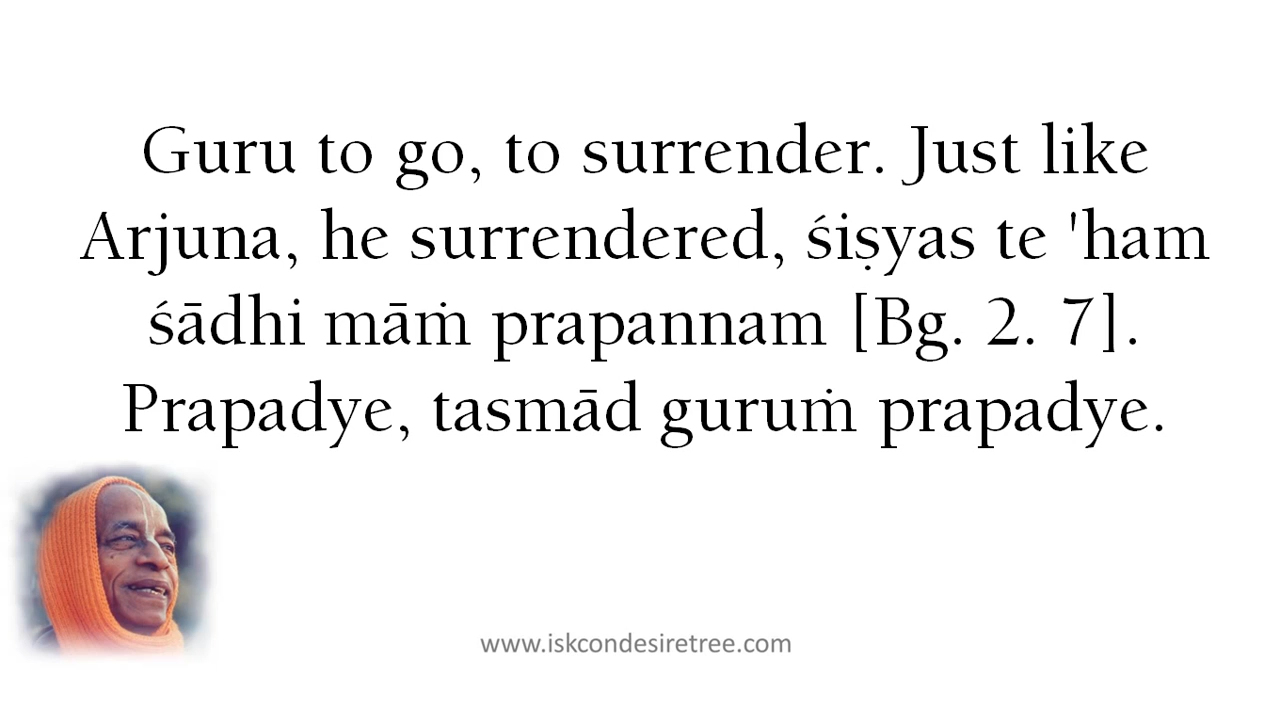 Guru to go, to surrender. Just like
Arjuna, he surrendered, śiṣyas te 'ham
śādhi māṁ prapannam [Bg. 2. 7].
Prapadye, tasmād guruṁ prapadye.
www.iskcondesiretree.com